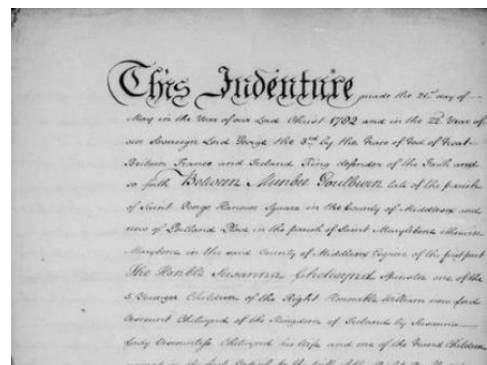 This Indenture made the 21st day of
May in the Year of our Lord Christ 1782 and in the 22d Year of
our Sovereign Lord George the 3rd by the Grace of God of Great
Britain France and Ireland King defender of the Faith and
so forth Between Munbee Goulburn late of the parish
of Saint George Hanover Square in the County of Middlesex and
now of Portland Place in the parish of Saint Marylebone otherwise
Marybone in the said County of Middlesex Esquire of the first part
The Honble Susanna Chetwynd Spinster one of the
5 Younger Children of the Right Honorable William now Lord
Viscount Chetwynd of the Kingdom of Ireland by Susanna
Lady Viscountess Chetwynd his Wife and one of the Children